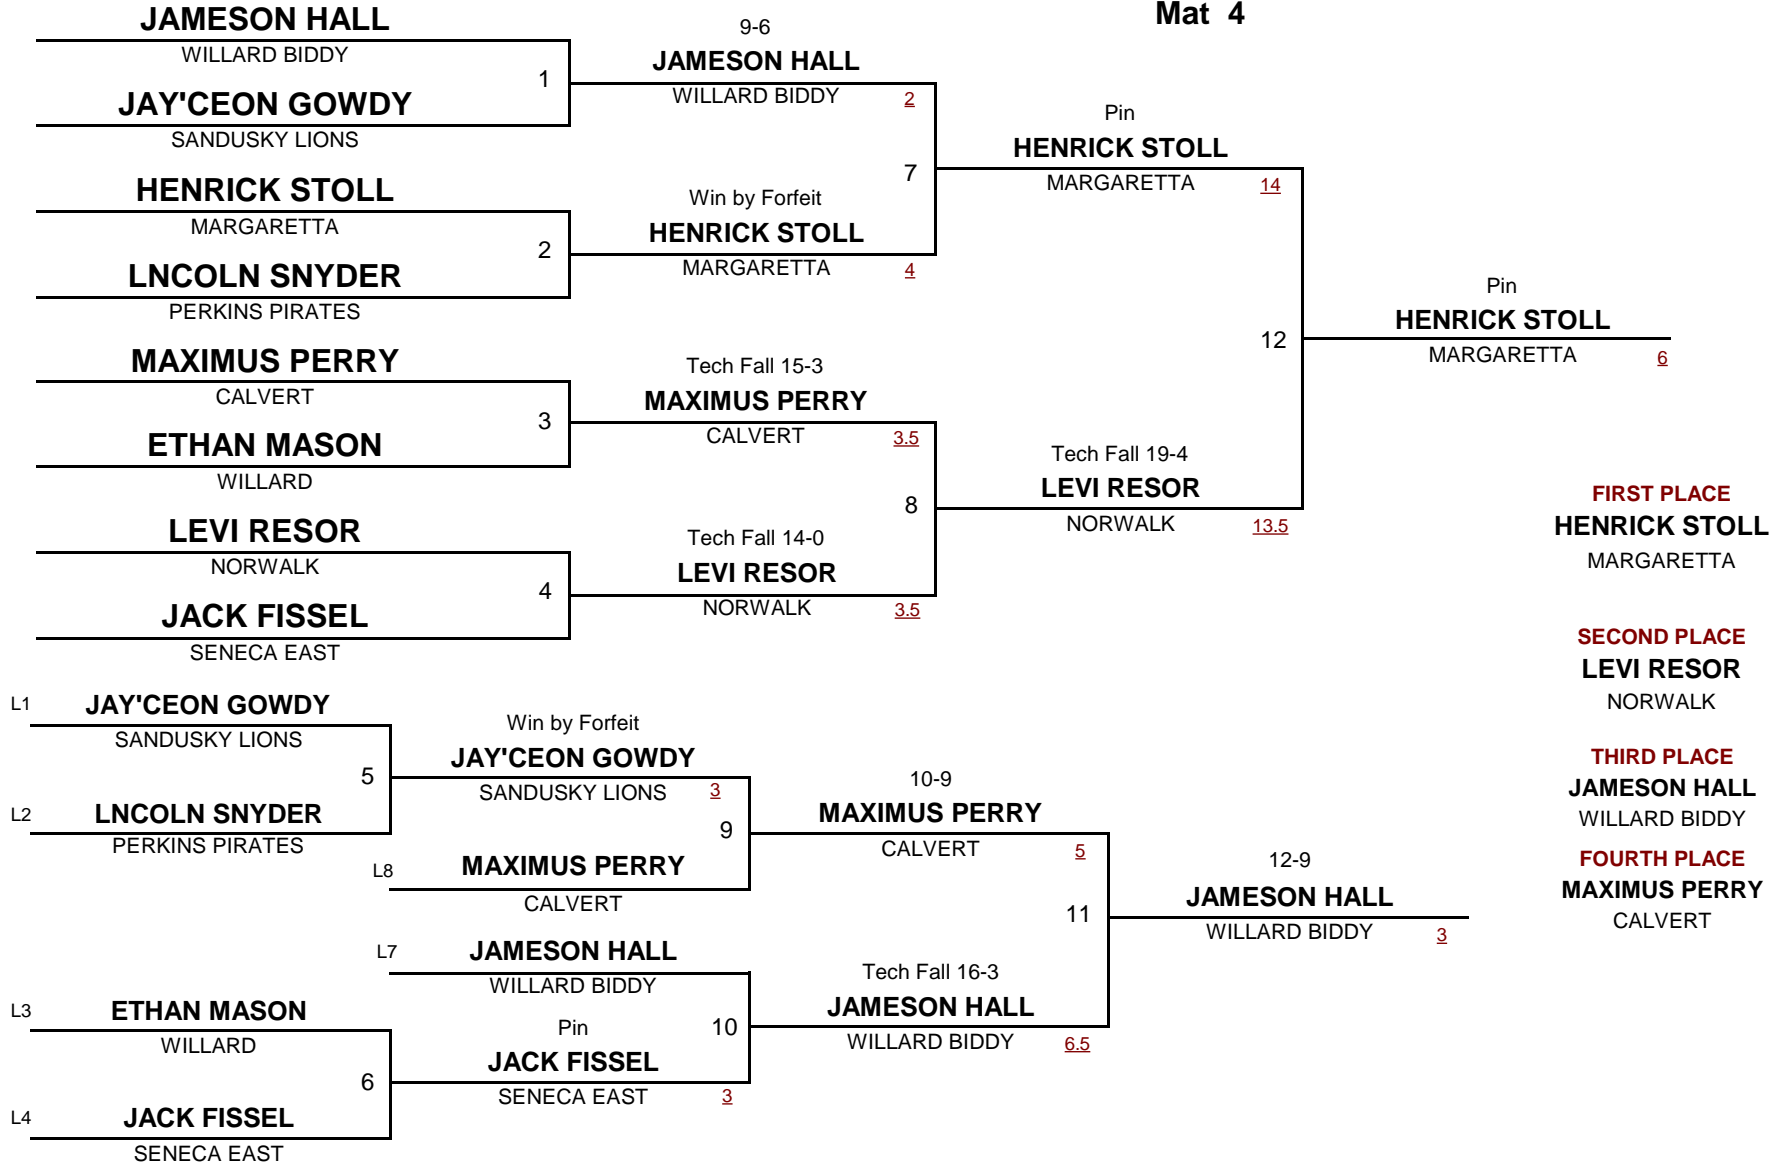 Mat 4
JAMESON HALL
WILLARD BIDDY
1
JAY'CEON GOWDY
SANDUSKY LIONS
HENRICK STOLL
MARGARETTA
2
LNCOLN SNYDER
PERKINS PIRATES
MAXIMUS PERRY
CALVERT
3
ETHAN MASON
WILLARD
LEVI RESOR
NORWALK
4
JACK FISSEL
SENECA EAST
9-6
JAMESON HALL
WILLARD BIDDY 2
7
Win by Forfeit
HENRICK STOLL
MARGARETTA 4
Tech Fall 15-3
MAXIMUS PERRY
CALVERT 3.5
8
Tech Fall 14-0
LEVI RESOR
NORWALK 3.5
Pin
HENRICK STOLL
MARGARETTA 14
12
Tech Fall 19-4
LEVI RESOR
NORWALK 13.5
Pin
HENRICK STOLL
MARGARETTA 6
FIRST PLACE
HENRICK STOLL
MARGARETTA
SECOND PLACE
LEVI RESOR
NORWALK
THIRD PLACE
JAMESON HALL
WILLARD BIDDY
FOURTH PLACE
MAXIMUS PERRY
CALVERT
L1 JAY'CEON GOWDY
SANDUSKY LIONS
5
L2 LNCOLN SNYDER
PERKINS PIRATES
Win by Forfeit
JAY'CEON GOWDY
SANDUSKY LIONS 3
9
L8 MAXIMUS PERRY
CALVERT
L7 JAMESON HALL
WILLARD BIDDY
10
L3 ETHAN MASON
WILLARD
6
L4 JACK FISSEL
SENECA EAST
Pin
JACK FISSEL
SENECA EAST 3
10-9
MAXIMUS PERRY
CALVERT 5
11
Tech Fall 16-3
JAMESON HALL
WILLARD BIDDY 6.5
12-9
JAMESON HALL
WILLARD BIDDY 3